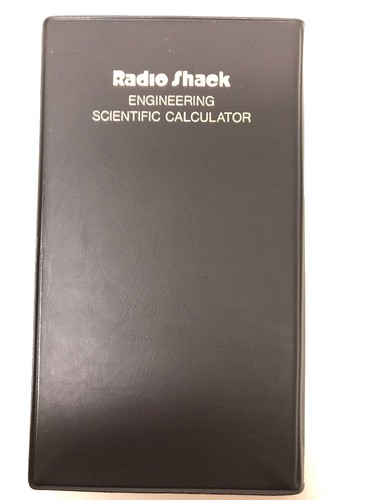 Radio Shack
ENGINEERING
SCIENTIFIC CALCULATOR